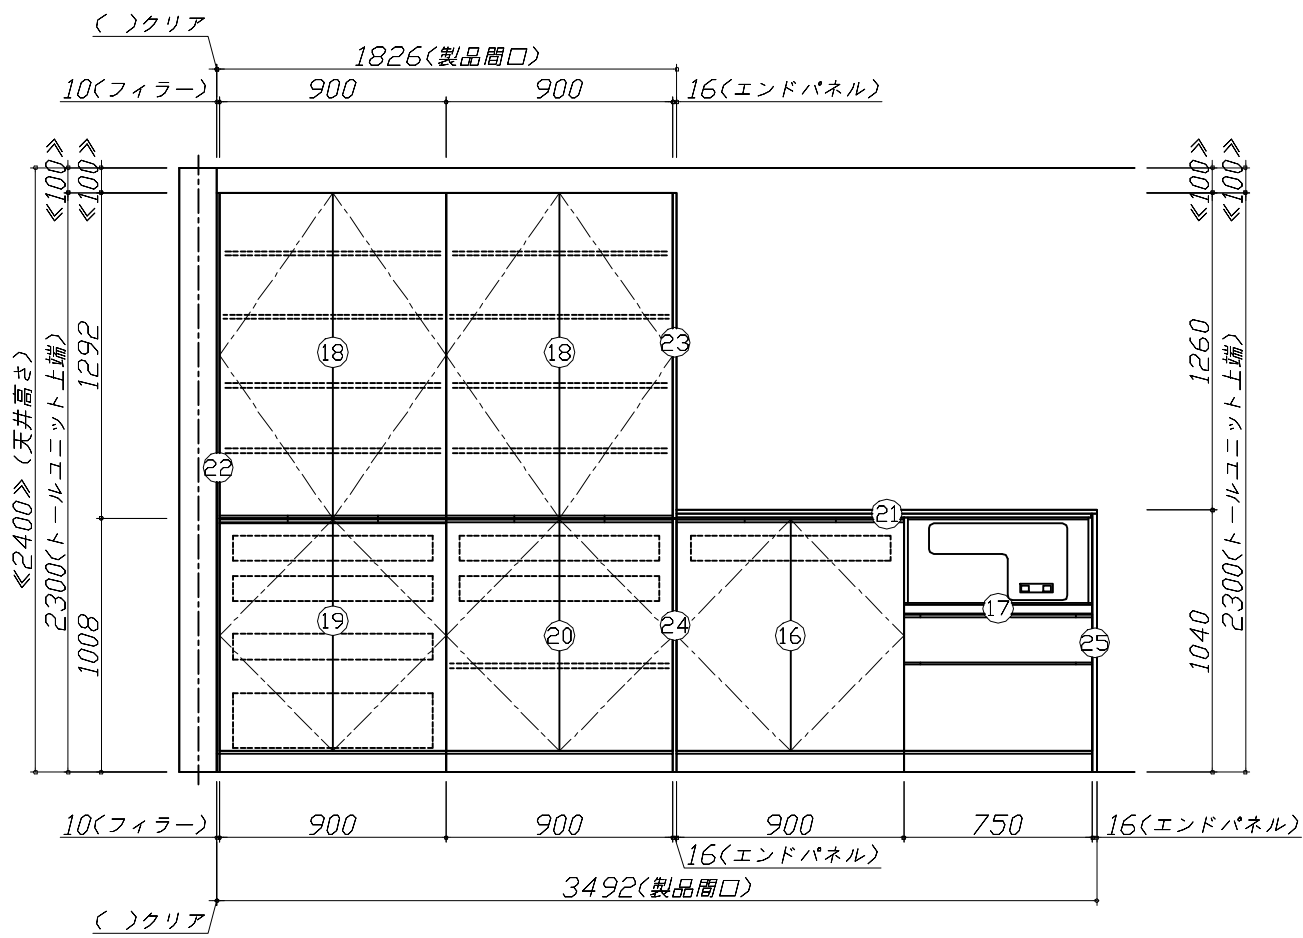 ( )クリア
1826(製品間口)
10(フィラー)
900
900
16(エンドパネル)
≪100≫
≪100≫
≪100≫
≪100≫
≪2400≫(天井高さ)
2300(トールユニット上端)
1292
1008
18
18
23
22
21
19
20
24
16
17
25
1260
1040
2300(トールユニット上端)
10(フィラー)
900
900
900
750
16(エンドパネル)
16(エンドパネル)
3492(製品間口)
( )クリア